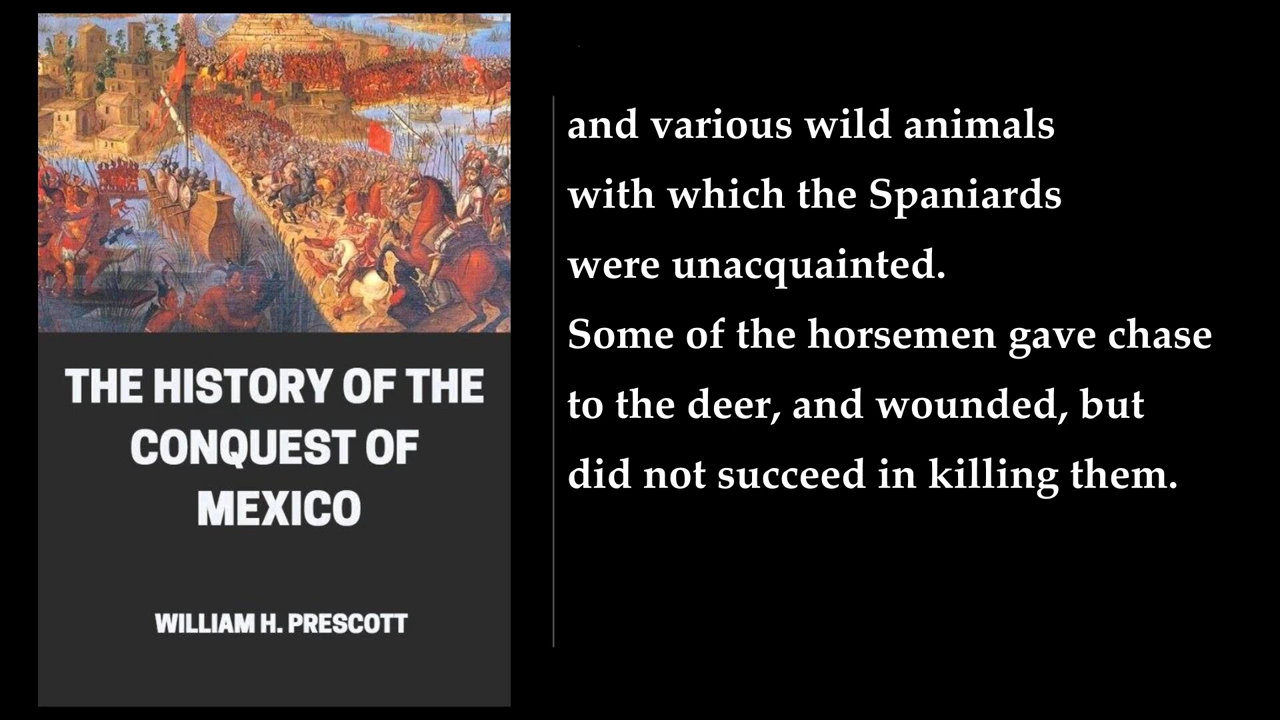 THE HISTORY OF THE
CONQUEST OF
MEXICO
WILLIAM H. PRESCOTT
and various wild animals
with which the Spaniards
were unacquainted.
Some of the horsemen gave chase
to the deer, and wounded, but
did not succeed in killing them.